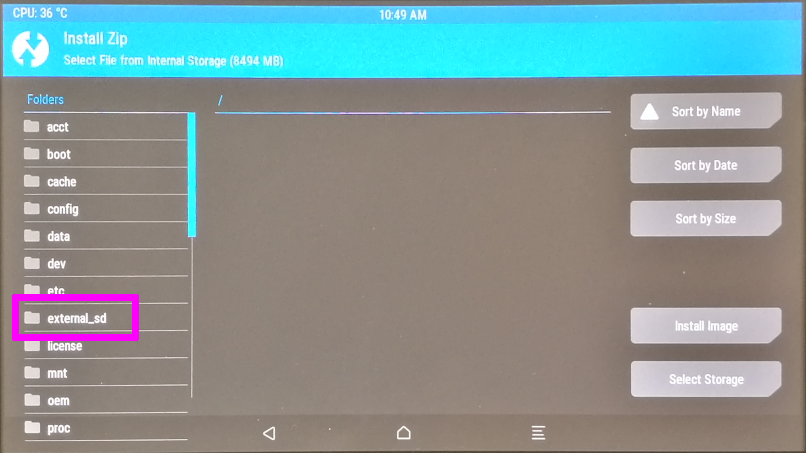 CPU: 36 °C
10:49 AM
Install Zip
Select File from Internal Storage (8494 MB)
Folders
/
acct
boot
cache
config
data
dev
etc
external_sd
license
mnt
oem
proc
Sort by Name
Sort by Date
Sort by Size
Install Image
Select Storage